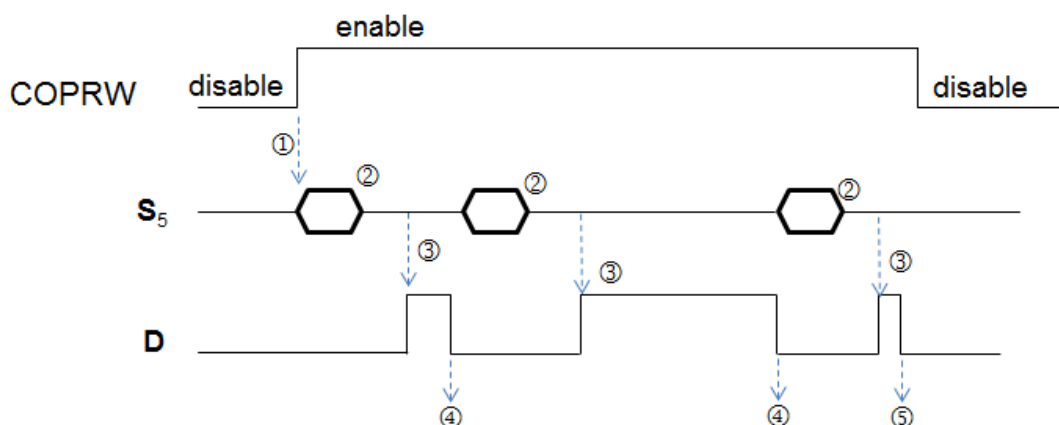 enable
COPRW disable disable
①
② ② ②
S₅
③ ③ ③
D
④ ④ ⑤